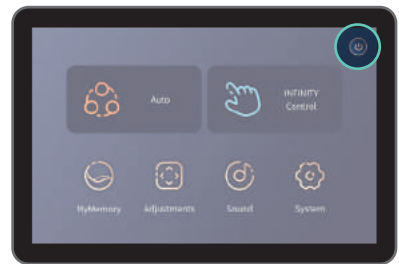 Auto
INFINITY
Control
MyMemory
Adjustments
Sound
System